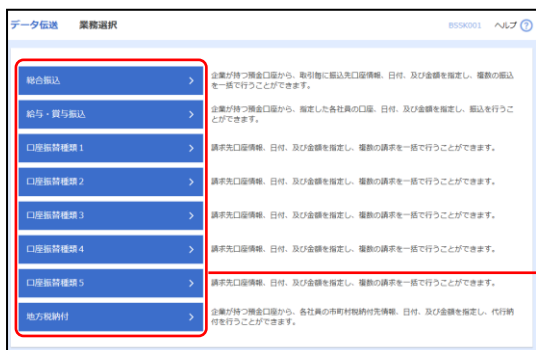 データ伝送 業務選択 BSSK001 ヘルプ ?
総合振込 >
企業が持つ預金口座から、取引毎に振込先口座情報、日付、及び金額を指定し、複数の振込
を一括で行うことができます。
給与・賞与振込 >
企業が持つ預金口座から、指定した各社員の口座、日付、及び金額を指定し、振込を行うこ
とができます。
口座振替種類1 >
請求先口座情報、日付、及び金額を指定し、複数の請求を一括で行うことができます。
口座振替種類2 >
請求先口座情報、日付、及び金額を指定し、複数の請求を一括で行うことができます。
口座振替種類3 >
請求先口座情報、日付、及び金額を指定し、複数の請求を一括で行うことができます。
口座振替種類4 >
請求先口座情報、日付、及び金額を指定し、複数の請求を一括で行うことができます。
口座振替種類5 >
請求先口座情報、日付、及び金額を指定し、複数の請求を一括で行うことができます。
地方税納付 >
企業が持つ預金口座から、各社員の市町村税納付先情報、日付、及び金額を指定し、代行納
付を行うことができます。